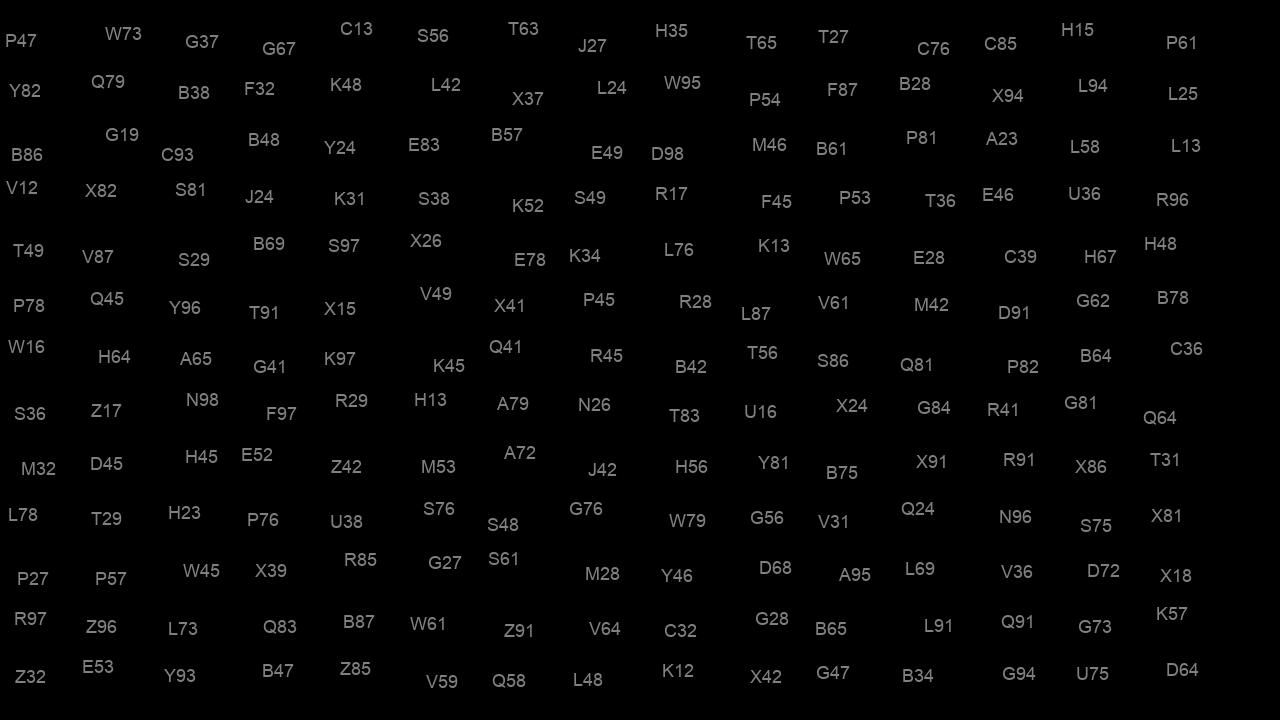 P47 W73 G37 G67 C13 S56 T63 J27 H35 T65 T27 C76 C85 H15 P61
Y82 Q79 B38 F32 K48 L42 X37 L24 W95 P54 F87 B28 X94 L94 L25
B86 G19 C93 B48 Y24 E83 B57 E49 D98 M46 B61 P81 A23 L58 L13
V12 X82 S81 J24 K31 S38 K52 S49 R17 F45 P53 T36 E46 U36 R96
T49 V87 S29 B69 S97 X26 E78 K34 L76 K13 W65 E28 C39 H67 H48
P78 Q45 Y96 T91 X15 V49 X41 P45 R28 L87 V61 M42 D91 G62 B78
W16 H64 A65 G41 K97 K45 Q41 R45 B42 T56 S86 Q81 P82 B64 C36
S36 Z17 N98 F97 R29 H13 A79 N26 T83 U16 X24 G84 R41 G81 Q64
M32 D45 H45 E52 Z42 M53 A72 J42 H56 Y81 B75 X91 R91 X86 T31
L78 T29 H23 P76 U38 S76 S48 G76 W79 G56 V31 Q24 N96 S75 X81
P27 P57 W45 X39 R85 G27 S61 M28 Y46 D68 A95 L69 V36 D72 X18
R97 Z96 L73 Q83 B87 W61 Z91 V64 C32 G28 B65 L91 Q91 G73 K57
Z32 E53 Y93 B47 Z85 V59 Q58 L48 K12 X42 G47 B34 G94 U75 D64